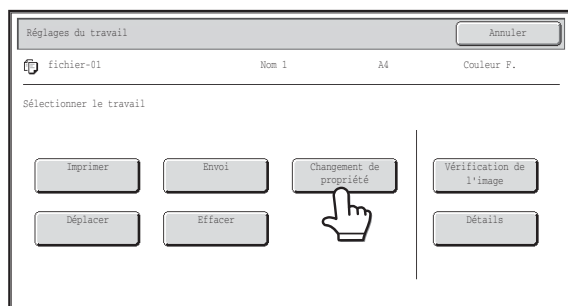 Réglages du travail Annuler
fichier-01 Nom 1 A4 Couleur F.
Sélectionner le travail
Imprimer Envoi Changement de propriété Vérification de l'image
Déplacer Effacer Détails